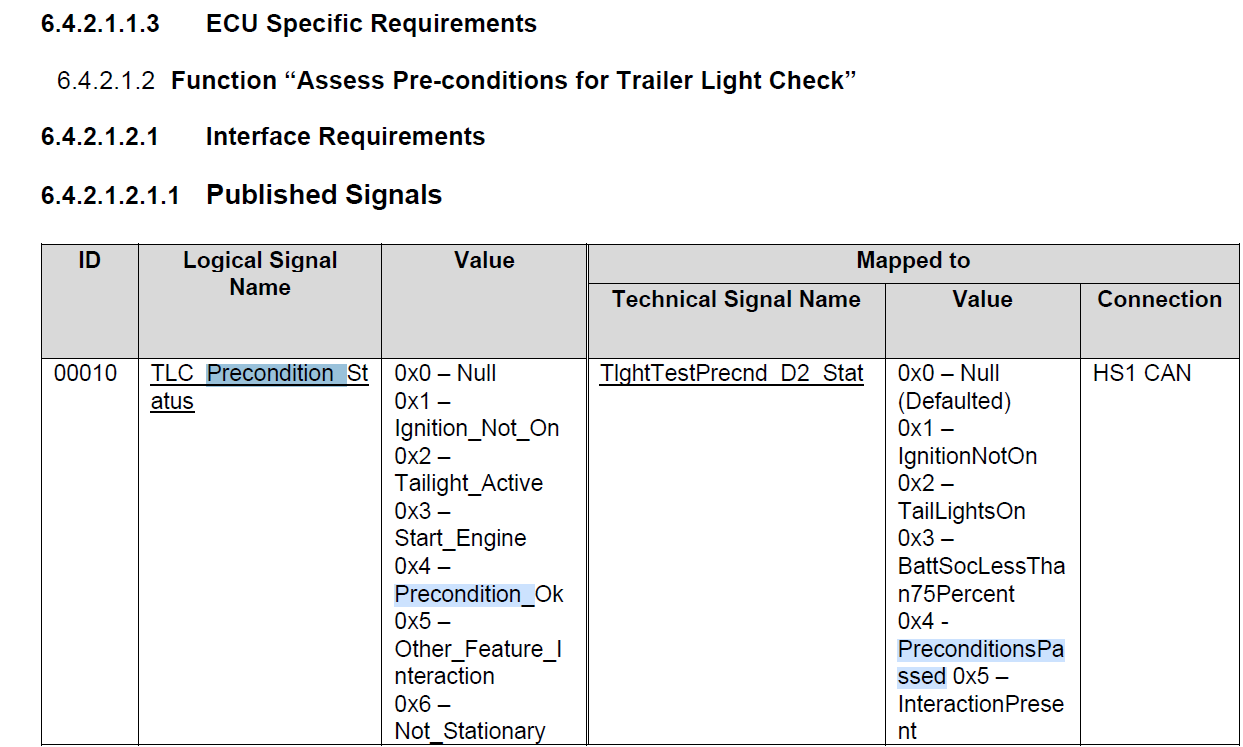 6.4.2.1.1.3 ECU Specific Requirements
6.4.2.1.2 Function “Assess Pre-conditions for Trailer Light Check”
6.4.2.1.2.1 Interface Requirements
6.4.2.1.2.1.1 Published Signals
ID
Logical Signal
Name
Value
Mapped to
Technical Signal Name
Value
Connection
00010
TLC_Precondition_St
atus
0x0 – Null
0x1 –
Ignition_Not_On
0x2 –
Tailight_Active
0x3 –
Start_Engine
0x4 –
Precondition_Ok
0x5 –
Other_Feature_I
nteraction
0x6 –
Not_Stationary
TlghtTestPrecnd_D2_Stat
0x0 – Null
(Defaulted)
0x1 –
IgnitionNotOn
0x2 –
TailLightsOn
0x3 –
BattSocLessTha
n75Percent
0x4 -
PreconditionsPa
ssed 0x5 –
InteractionPrese
nt
HS1 CAN